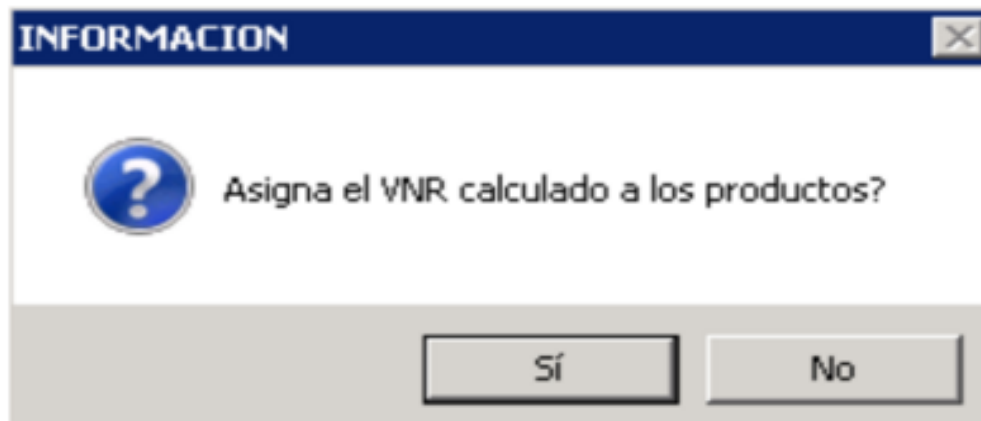 INFORMACION
Asigna el VNR calculado a los productos?
Sí
No